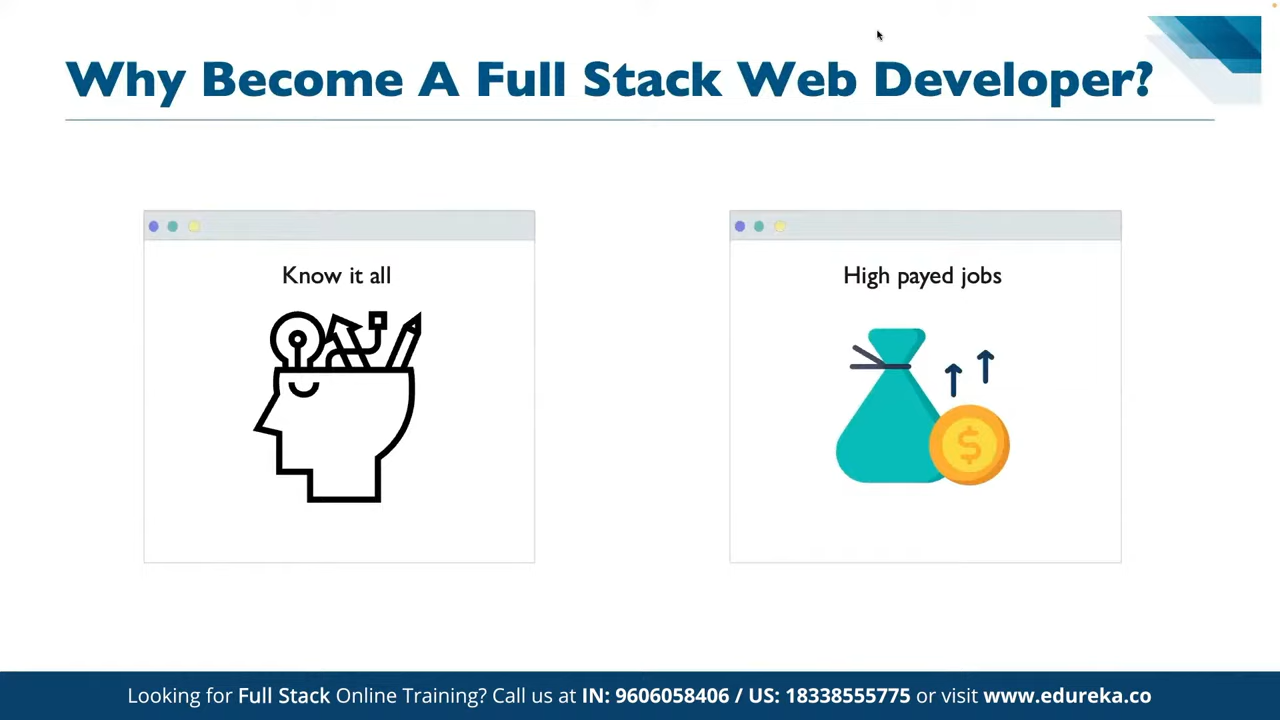 Why Become A Full Stack Web Developer?
Know it all
High payed jobs
$
Looking for Full Stack Online Training? Call us at IN: 9606058406 / US: 18338555775 or visit www.edureka.co